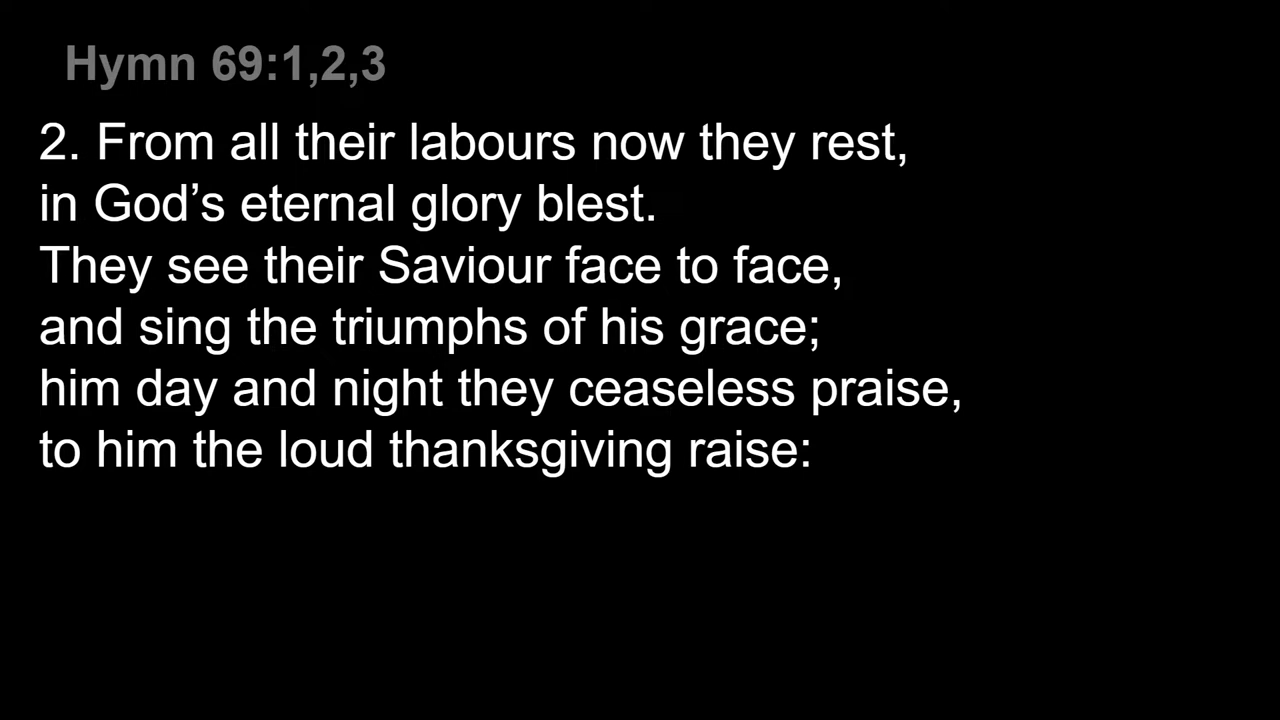 Hymn 69:1,2,3
2. From all their labours now they rest,
in God’s eternal glory blest.
They see their Saviour face to face,
and sing the triumphs of his grace;
him day and night they ceaseless praise,
to him the loud thanksgiving raise: